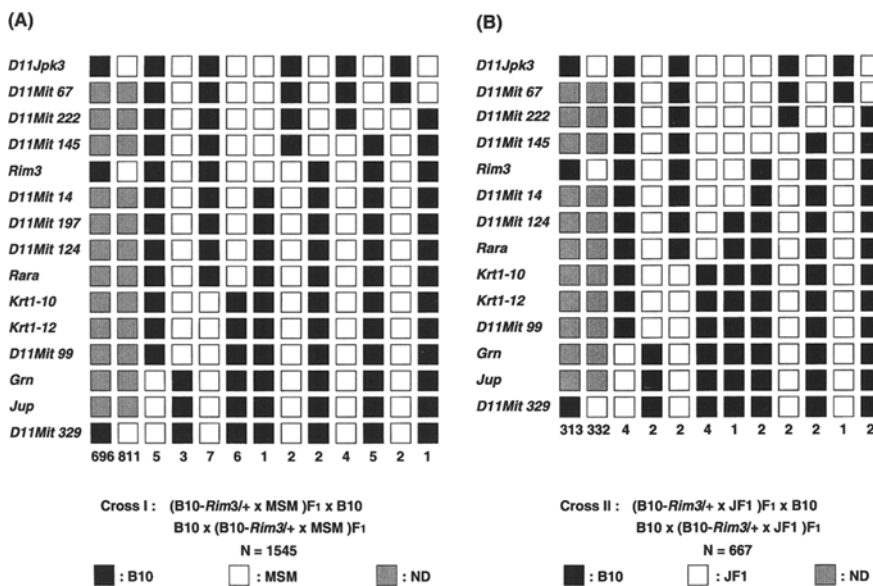 (A)
D11Jpk3
D11Mit 67
D11Mit 222
D11Mit 145
Rim3
D11Mit 14
D11Mit 197
D11Mit 124
Rara
Krt1-10
Krt1-12
D11Mit 99
Grn
Jup
D11Mit 329
696 811 5 3 7 6 1 2 2 4 5 2 1
Cross I : (B10-Rim3/+ x MSM )F1 x B10
B10 x (B10-Rim3/+ x MSM )F1
N = 1545
: B10 : MSM : ND
(B)
D11Jpk3
D11Mit 67
D11Mit 222
D11Mit 145
Rim3
D11Mit 14
D11Mit 124
Rara
Krt1-10
Krt1-12
D11Mit 99
Grn
Jup
D11Mit 329
313 332 4 2 2 4 1 2 2 2 1 2
Cross II : (B10-Rim3/+ x JF1 )F1 x B10
B10 x (B10-Rim3/+ x JF1 )F1
N = 667
: B10 : JF1 : ND